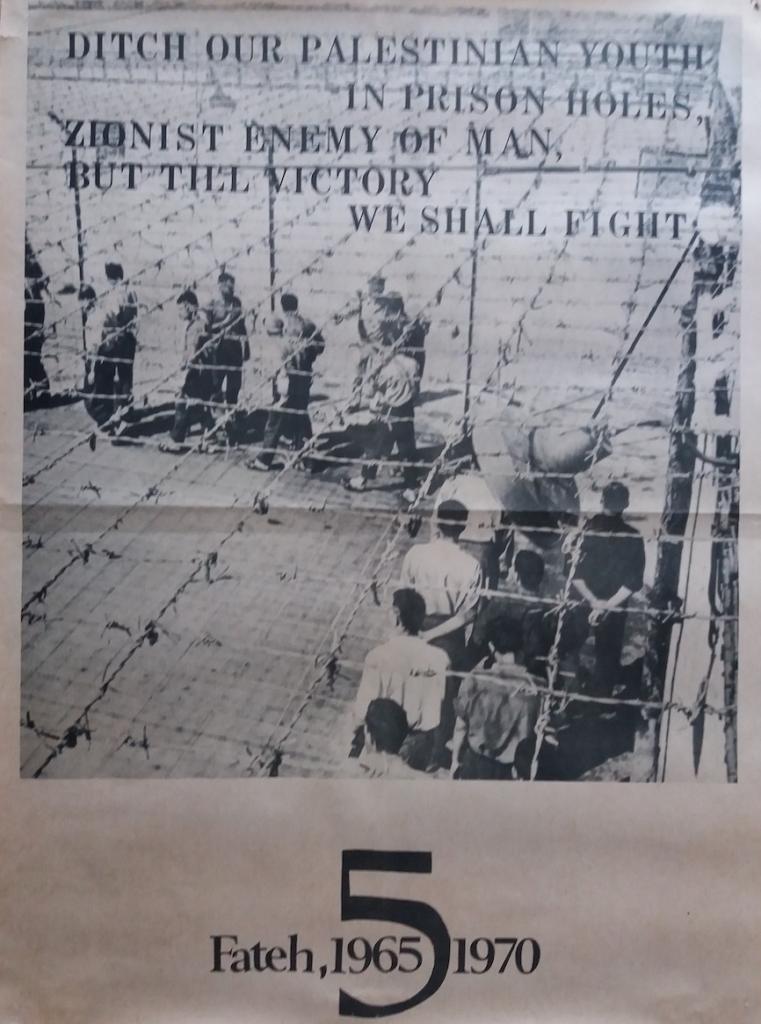 DITCH OUR PALESTINIAN YOUTH
IN PRISON HOLES,
ZIONIST ENEMY OF MAN,
BUT TILL VICTORY
WE SHALL FIGHT.
5
Fateh, 1965 1970